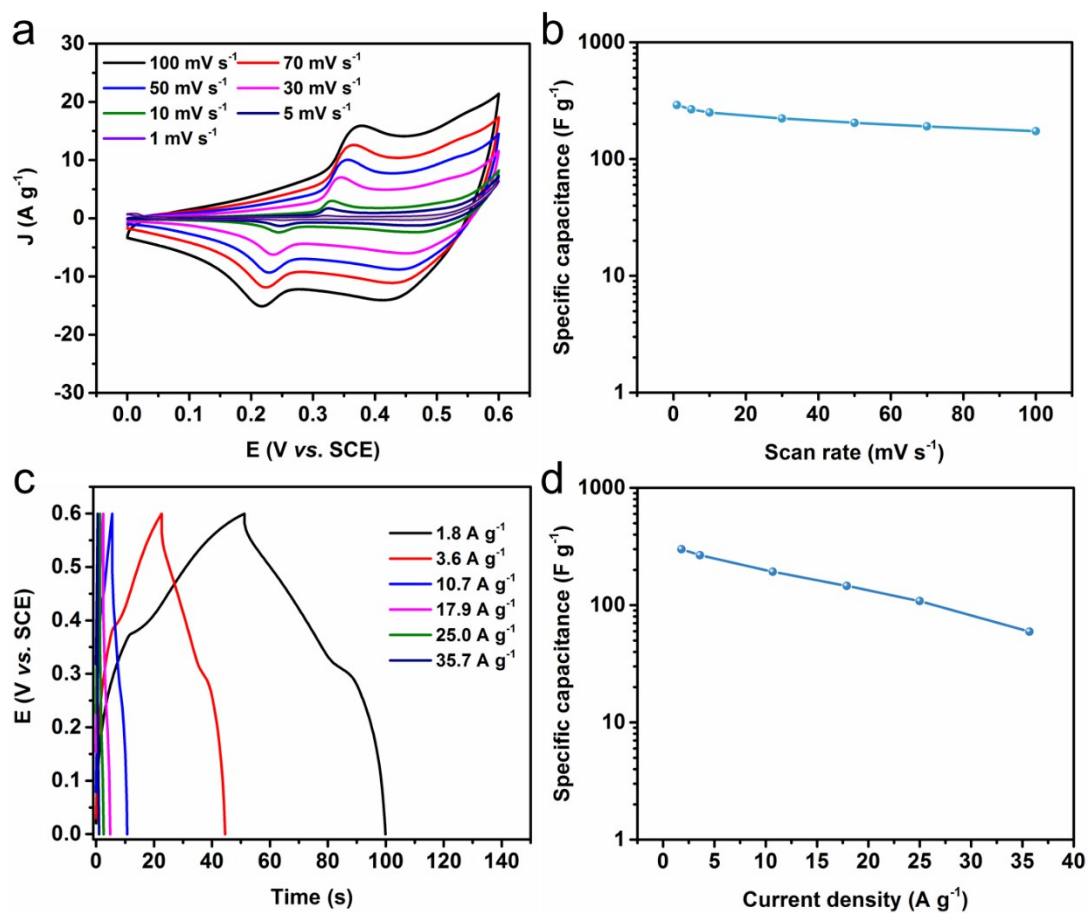 a
30
20
10
0
-10
-20
-30
J (A g⁻¹)
100 mV s⁻¹ 70 mV s⁻¹
50 mV s⁻¹ 30 mV s⁻¹
10 mV s⁻¹ 5 mV s⁻¹
1 mV s⁻¹
0.0 0.1 0.2 0.3 0.4 0.5 0.6
E (V vs. SCE)
b
1000
100
10
1
Specific capacitance (F g⁻¹)
0 20 40 60 80 100
Scan rate (mV s⁻¹)
c
0.6
0.5
0.4
0.3
0.2
0.1
0.0
E (V vs. SCE)
1.8 A g⁻¹
3.6 A g⁻¹
10.7 A g⁻¹
17.9 A g⁻¹
25.0 A g⁻¹
35.7 A g⁻¹
0 20 40 60 80 100 120 140
Time (s)
d
1000
100
10
1
Specific capacitance (F g⁻¹)
0 5 10 15 20 25 30 35 40
Current density (A g⁻¹)